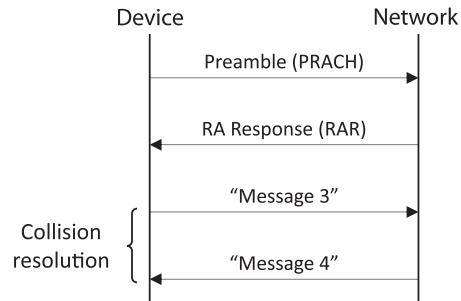 Device
Network
Preamble (PRACH)
RA Response (RAR)
“Message 3”
Collision
resolution
“Message 4”